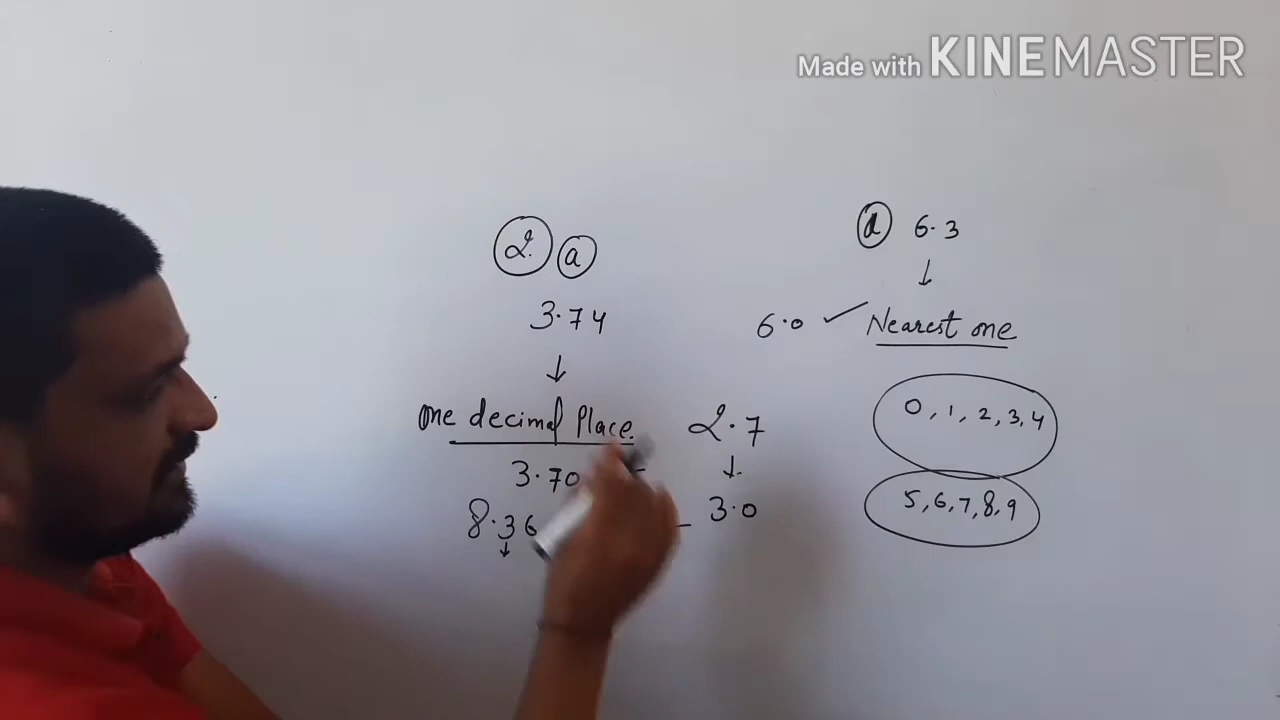 Made with KINEMASTER
2. a
3.74
↓
One decimal Place.
3.70
8.36
↓
2.7
↓
3.0
6.3
↓
6.0 ✓ Nearest one
0, 1, 2, 3, 4
5, 6, 7, 8, 9